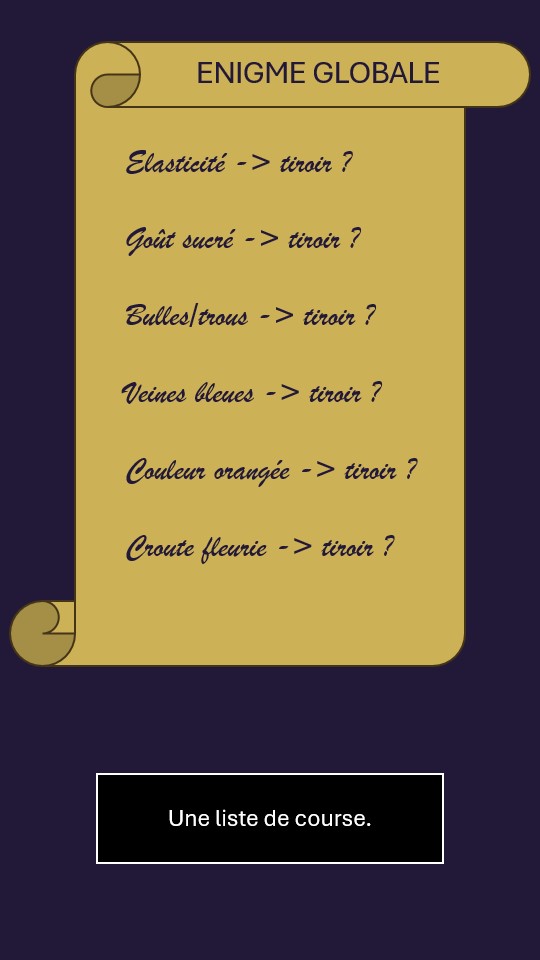 ENIGME GLOBALE
Elasticité -> tiroir ?
Goût sucré -> tiroir ?
Bulles/trous -> tiroir ?
Veines bleues -> tiroir ?
Couleur orangée -> tiroir ?
Croute fleurie -> tiroir ?
Une liste de course.